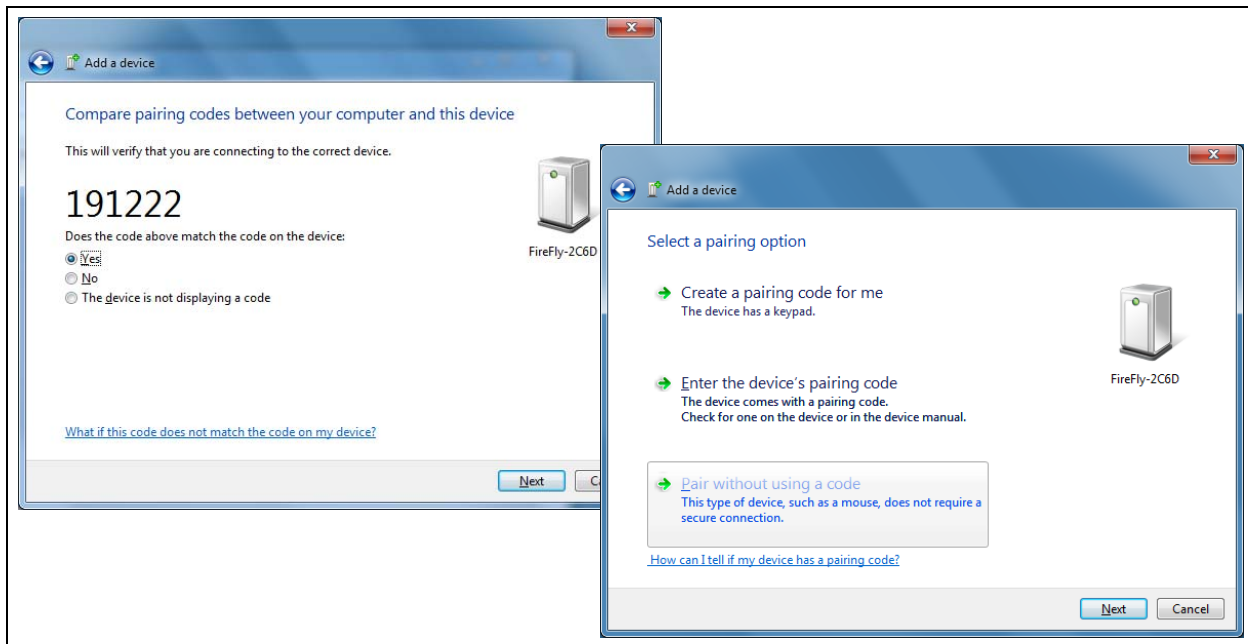 Add a device
Compare pairing codes between your computer and this device
This will verify that you are connecting to the correct device.
191222
Does the code above match the code on the device:
Yes
No
The device is not displaying a code
FireFly-2C6D
What if this code does not match the code on my device?
Next
Add a device
Select a pairing option
Create a pairing code for me
The device has a keypad.
Enter the device's pairing code
The device comes with a pairing code.
Check for one on the device or in the device manual.
FireFly-2C6D
Pair without using a code
This type of device, such as a mouse, does not require a
secure connection.
How can I tell if my device has a pairing code?
Next
Cancel